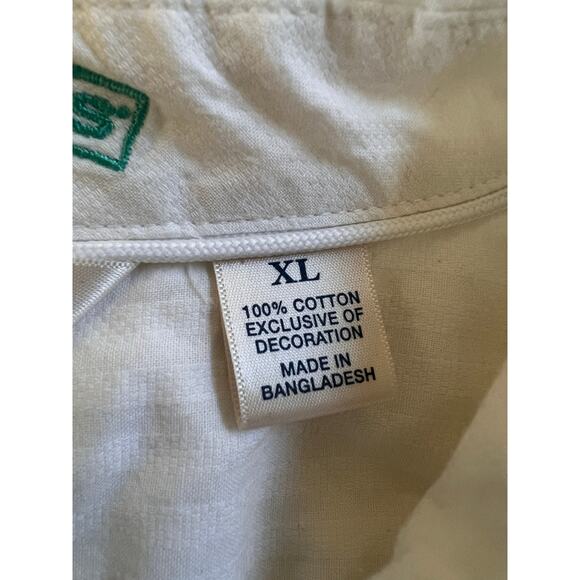 XL
100% COTTON
EXCLUSIVE OF
DECORATION
MADE IN
BANGLADESH